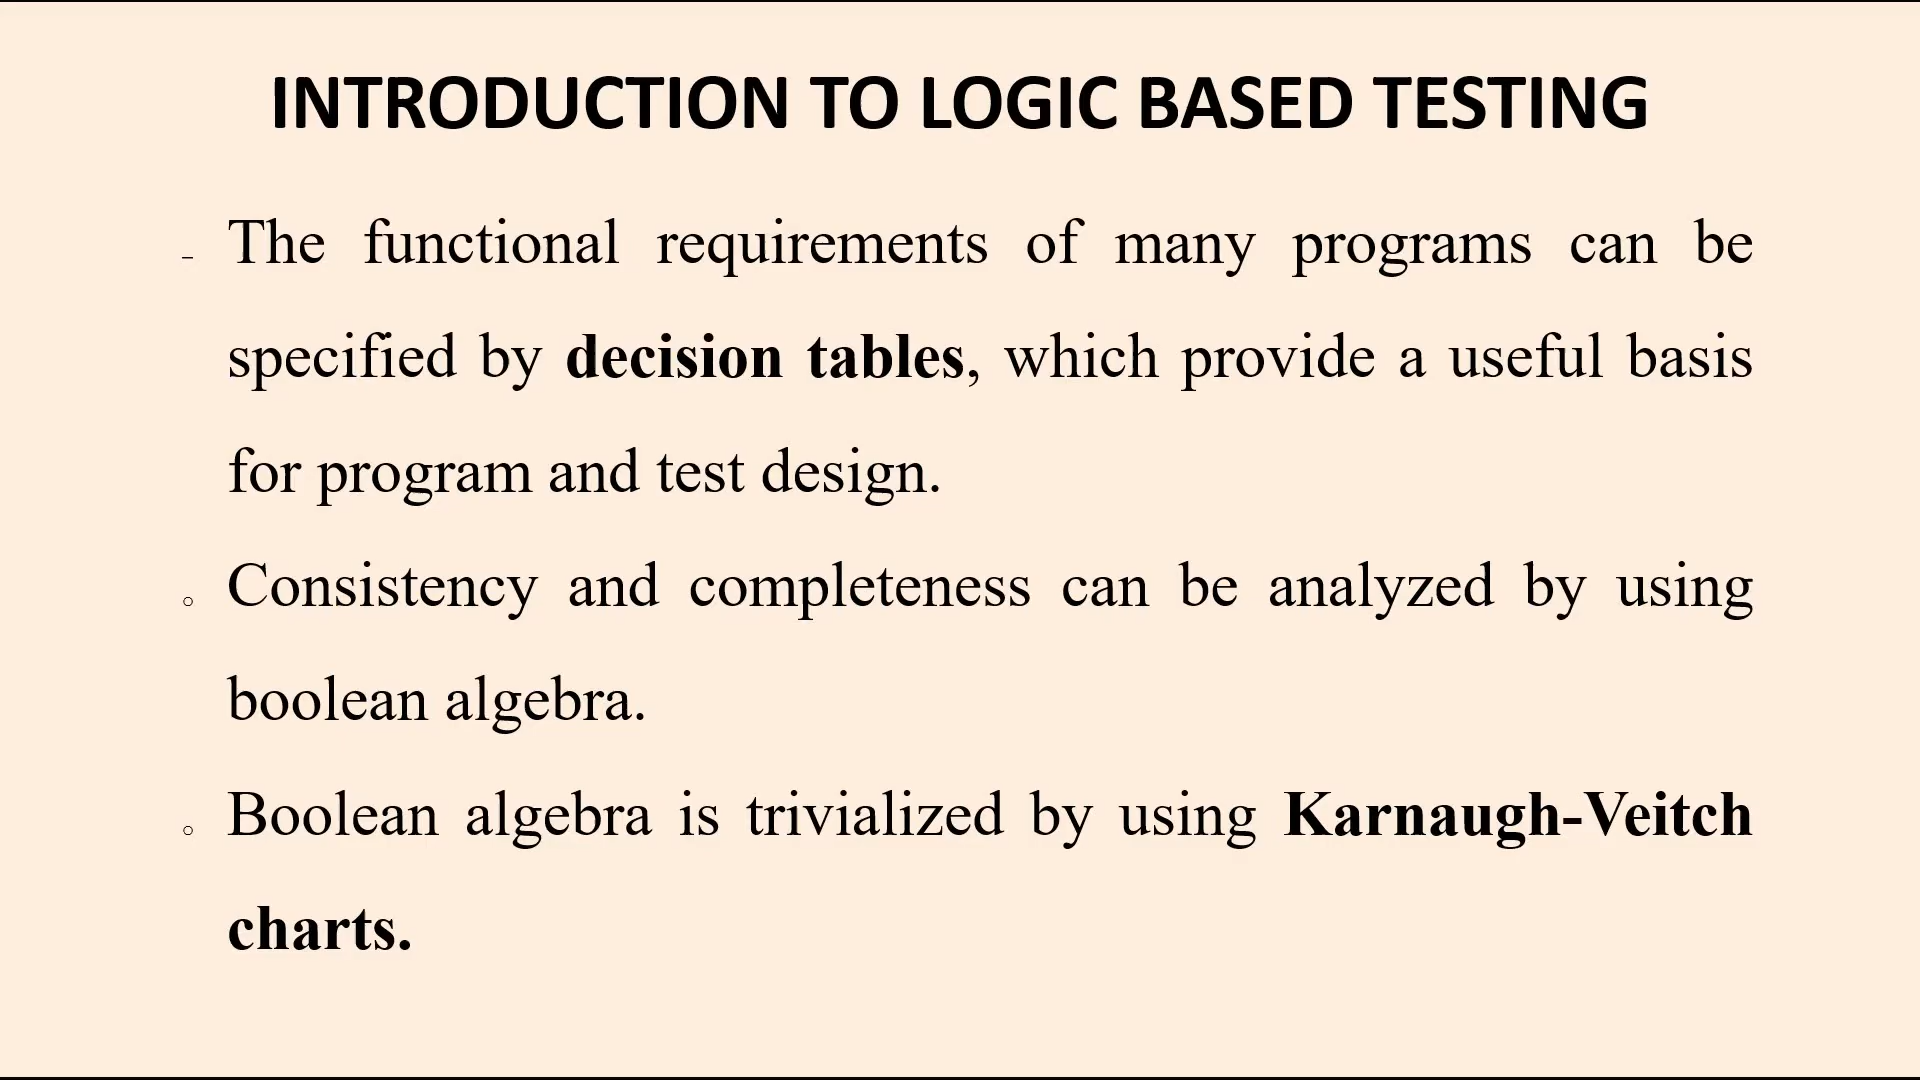 INTRODUCTION TO LOGIC BASED TESTING
– The functional requirements of many programs can be
specified by decision tables, which provide a useful basis
for program and test design.
○ Consistency and completeness can be analyzed by using
boolean algebra.
○ Boolean algebra is trivialized by using Karnaugh-Veitch
charts.